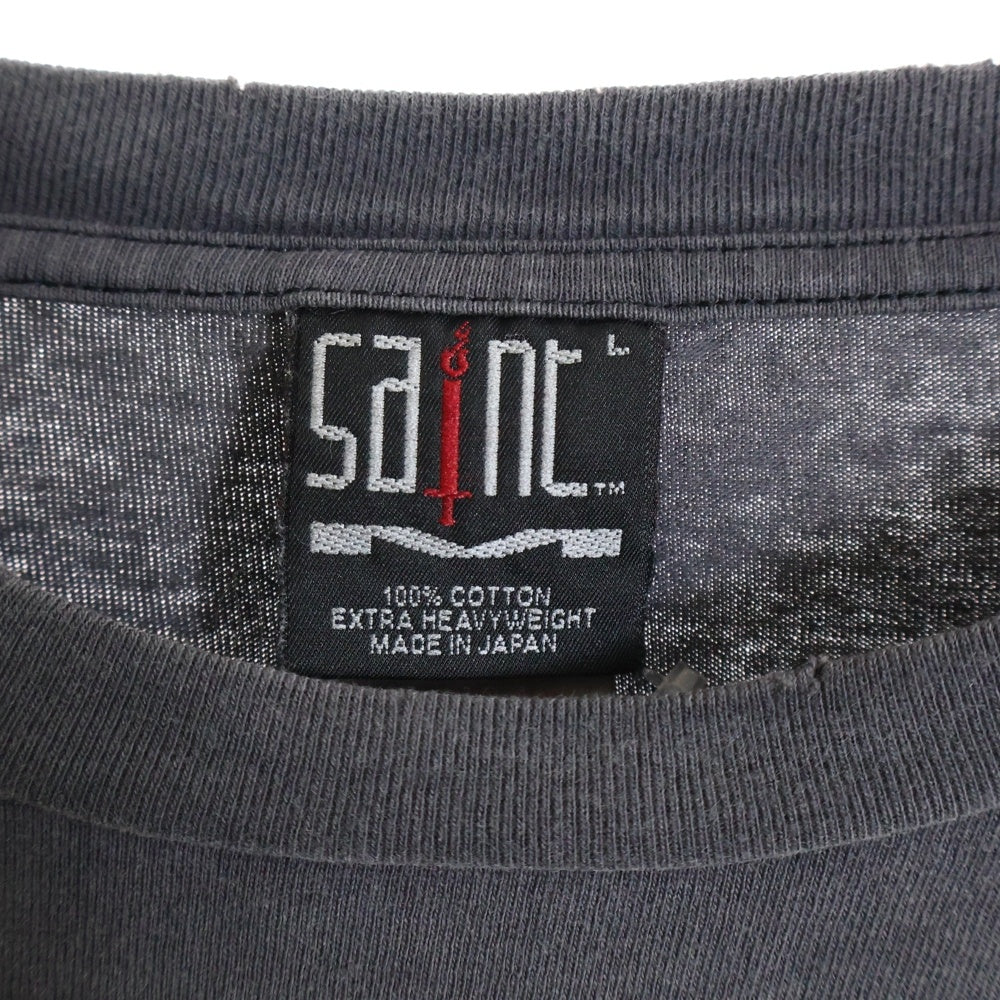 saint L
™
100% COTTON
EXTRA HEAVYWEIGHT
MADE IN JAPAN